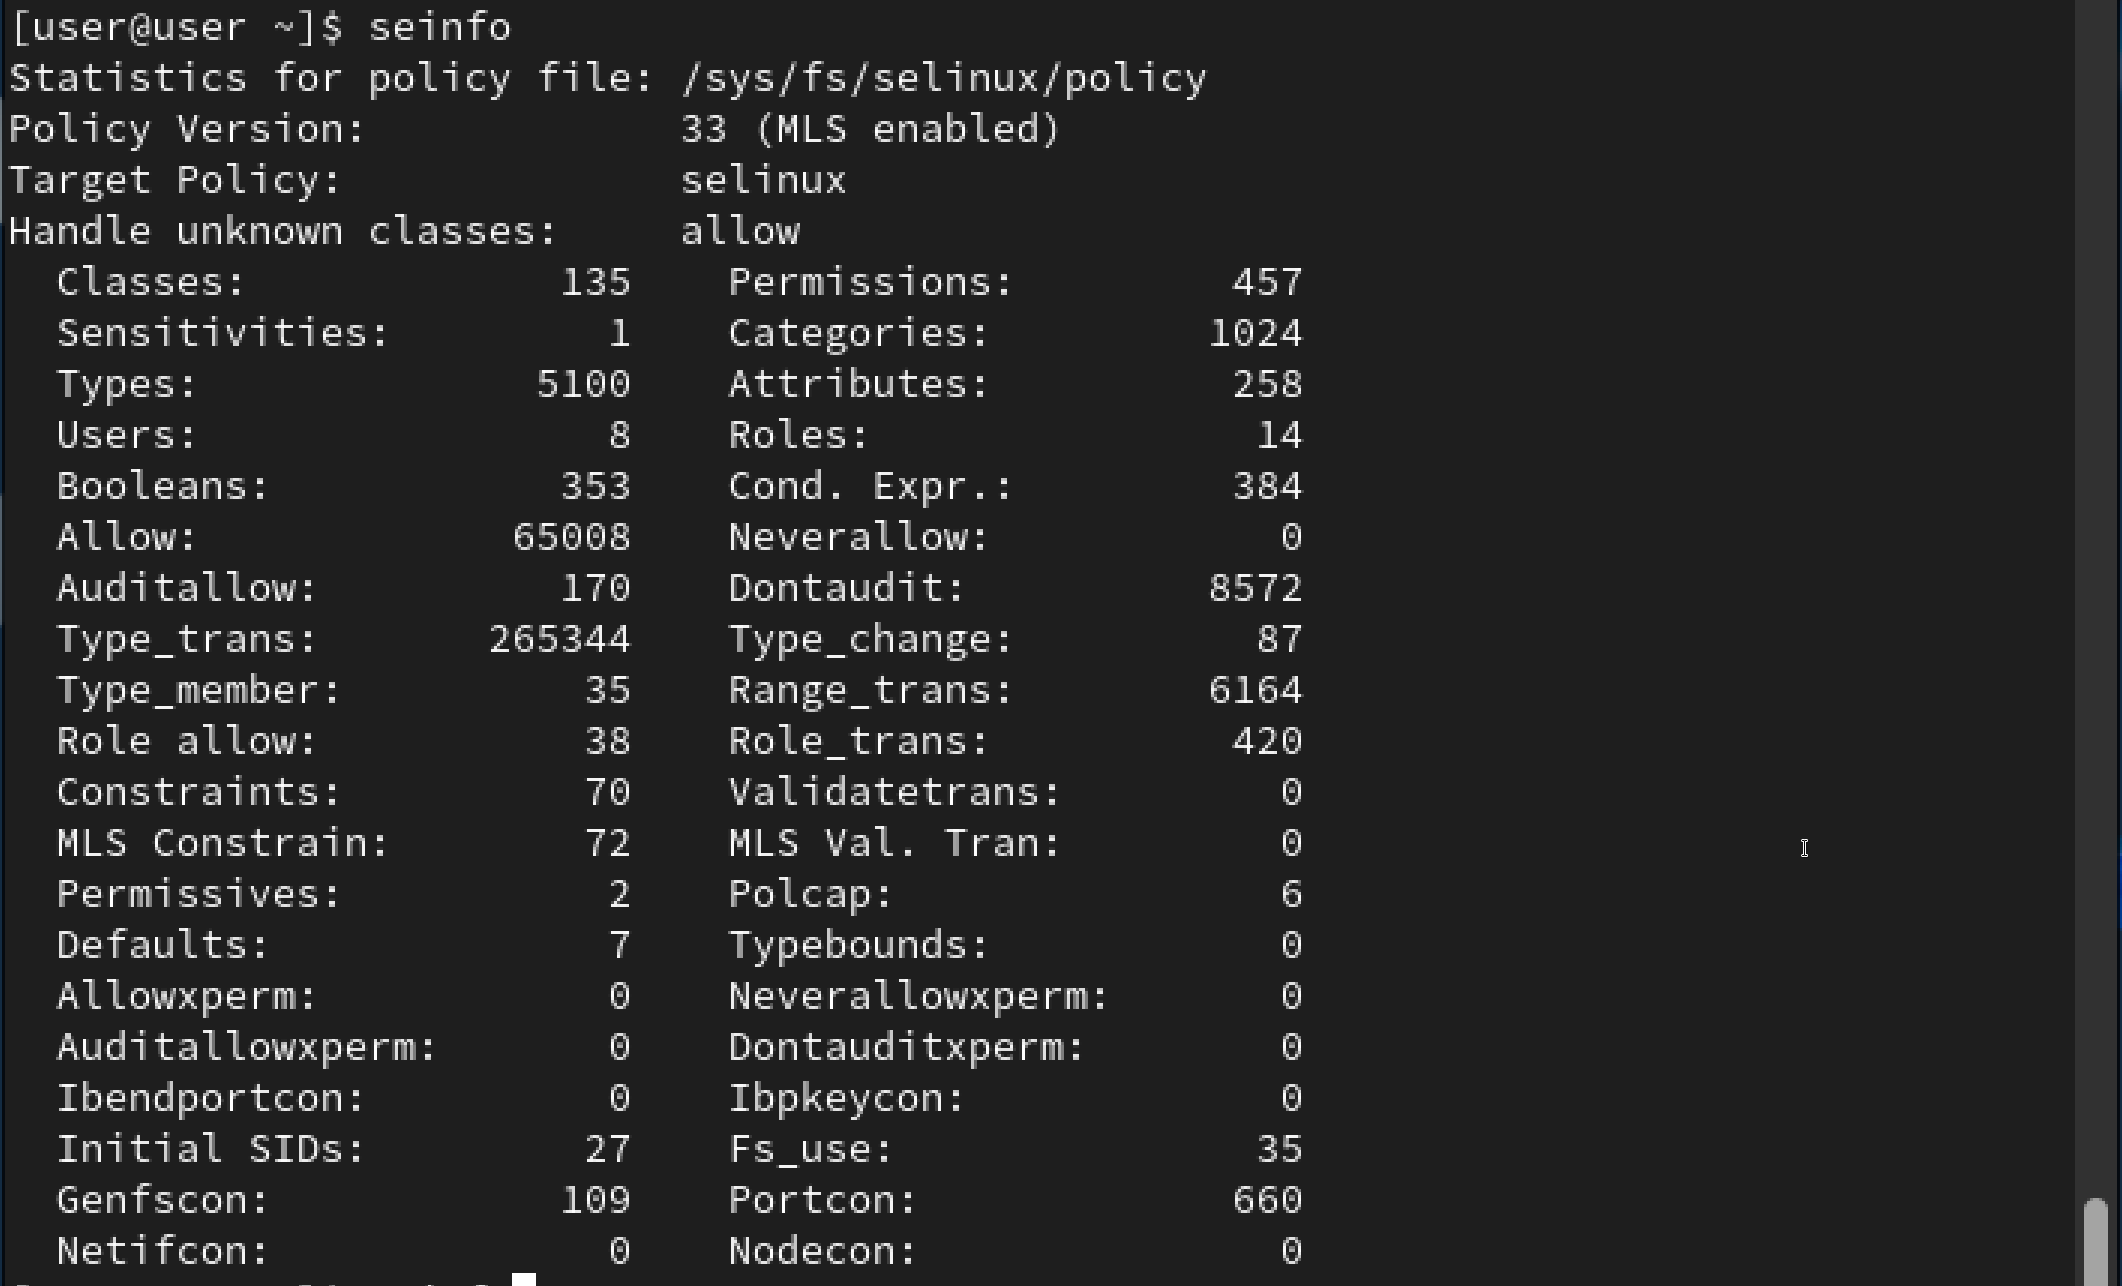 [user@user ~]$ seinfo
Statistics for policy file: /sys/fs/selinux/policy
Policy Version:             33 (MLS enabled)
Target Policy:              selinux
Handle unknown classes:     allow
  Classes:             135    Permissions:         457
  Sensitivities:         1    Categories:         1024
  Types:              5100    Attributes:          258
  Users:                 8    Roles:                14
  Booleans:            353    Cond. Expr.:         384
  Allow:             65008    Neverallow:            0
  Auditallow:          170    Dontaudit:          8572
  Type_trans:       265344    Type_change:          87
  Type_member:          35    Range_trans:        6164
  Role allow:           38    Role_trans:          420
  Constraints:          70    Validatetrans:         0
  MLS Constrain:        72    MLS Val. Tran:         0
  Permissives:           2    Polcap:                6
  Defaults:              7    Typebounds:            0
  Allowxperm:            0    Neverallowxperm:       0
  Auditallowxperm:       0    Dontauditxperm:        0
  Ibendportcon:          0    Ibpkeycon:             0
  Initial SIDs:         27    Fs_use:               35
  Genfscon:            109    Portcon:             660
  Netifcon:              0    Nodecon:               0